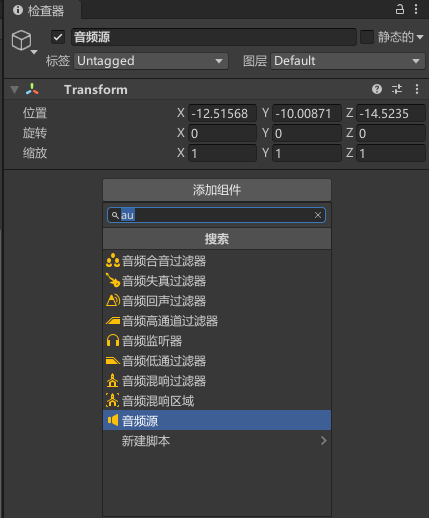 检查器
音频源 静态的
标签 Untagged 图层 Default
Transform
位置 X -12.51568 Y -10.00871 Z -14.5235
旋转 X 0 Y 0 Z 0
缩放 X 1 Y 1 Z 1
添加组件
au
搜索
音频合音过滤器
音频失真过滤器
音频回声过滤器
音频高通道过滤器
音频监听器
音频低通过滤器
音频混响过滤器
音频混响区域
音频源
新建脚本